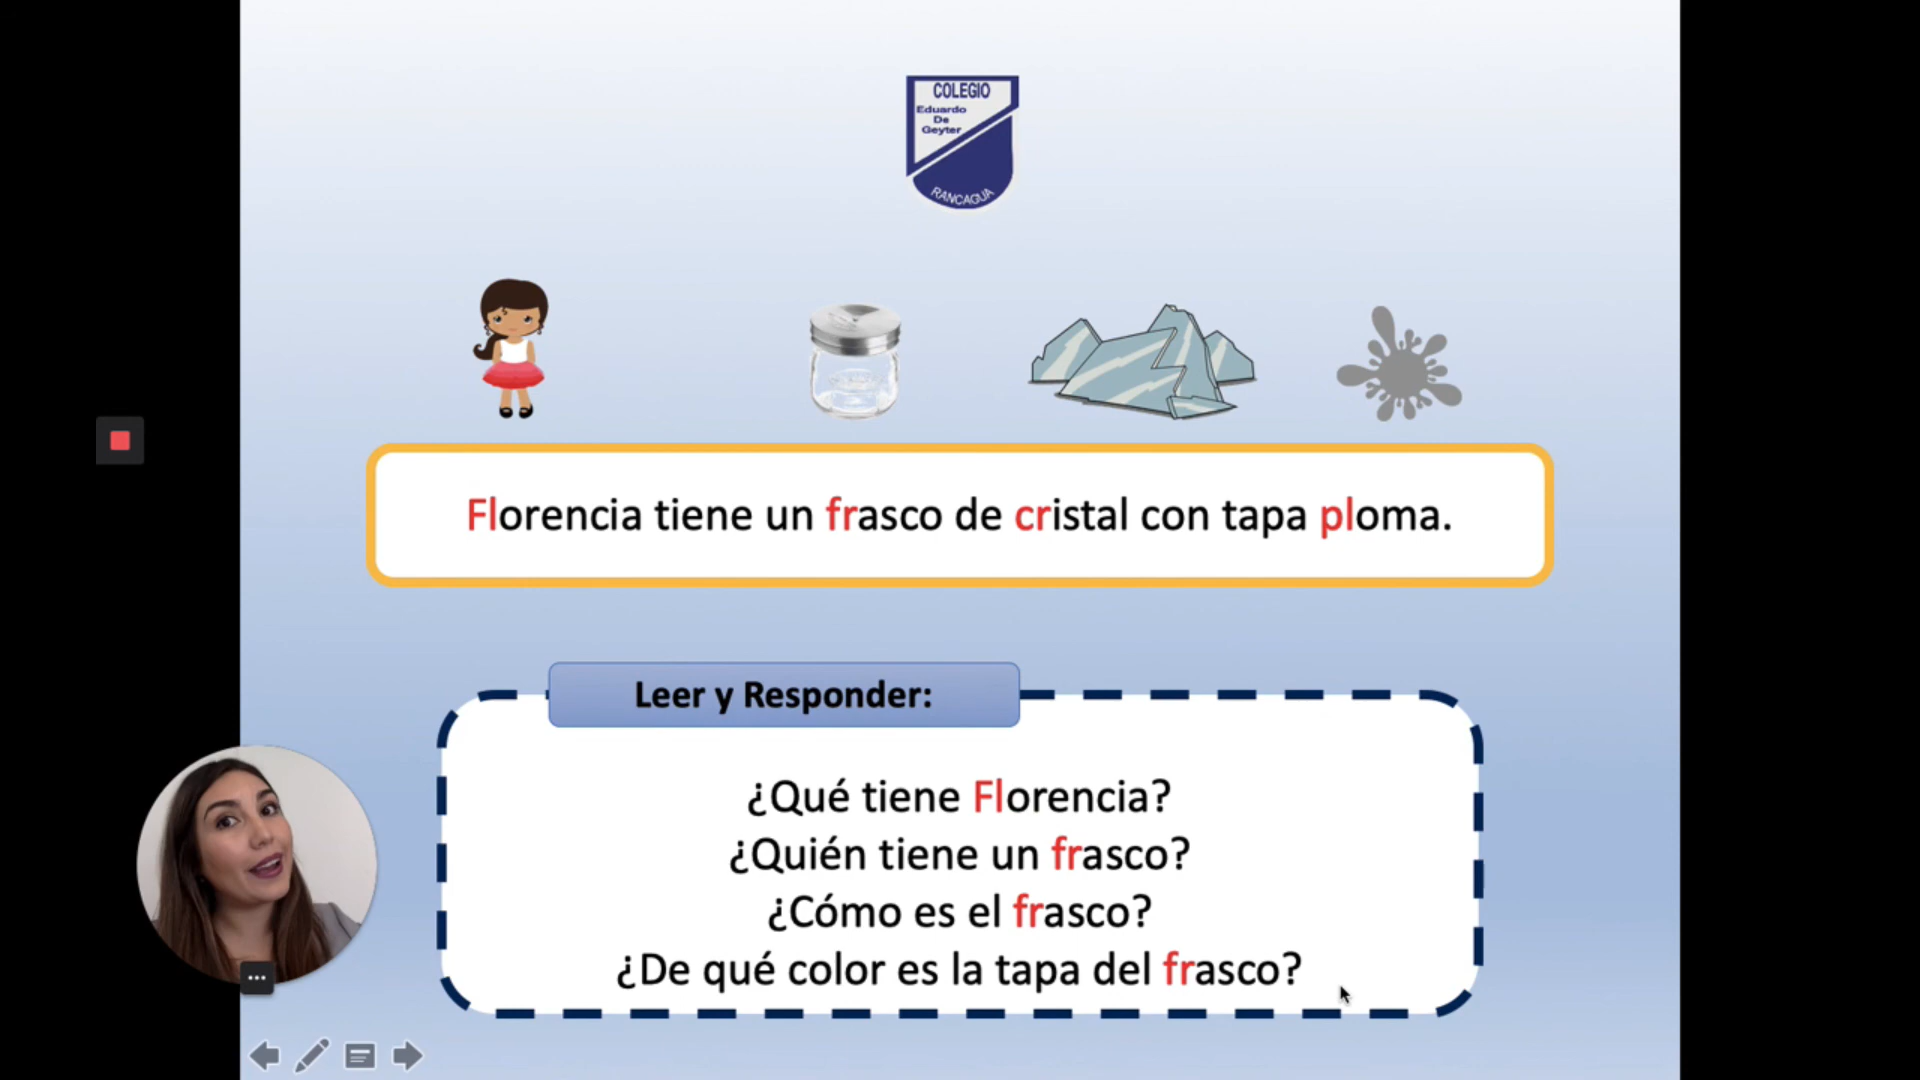 COLEGIO
Eduardo
De
Geyter
RANCAGUA
Florencia tiene un frasco de cristal con tapa ploma.
Leer y Responder:
¿Qué tiene Florencia?
¿Quién tiene un frasco?
¿Cómo es el frasco?
¿De qué color es la tapa del frasco?